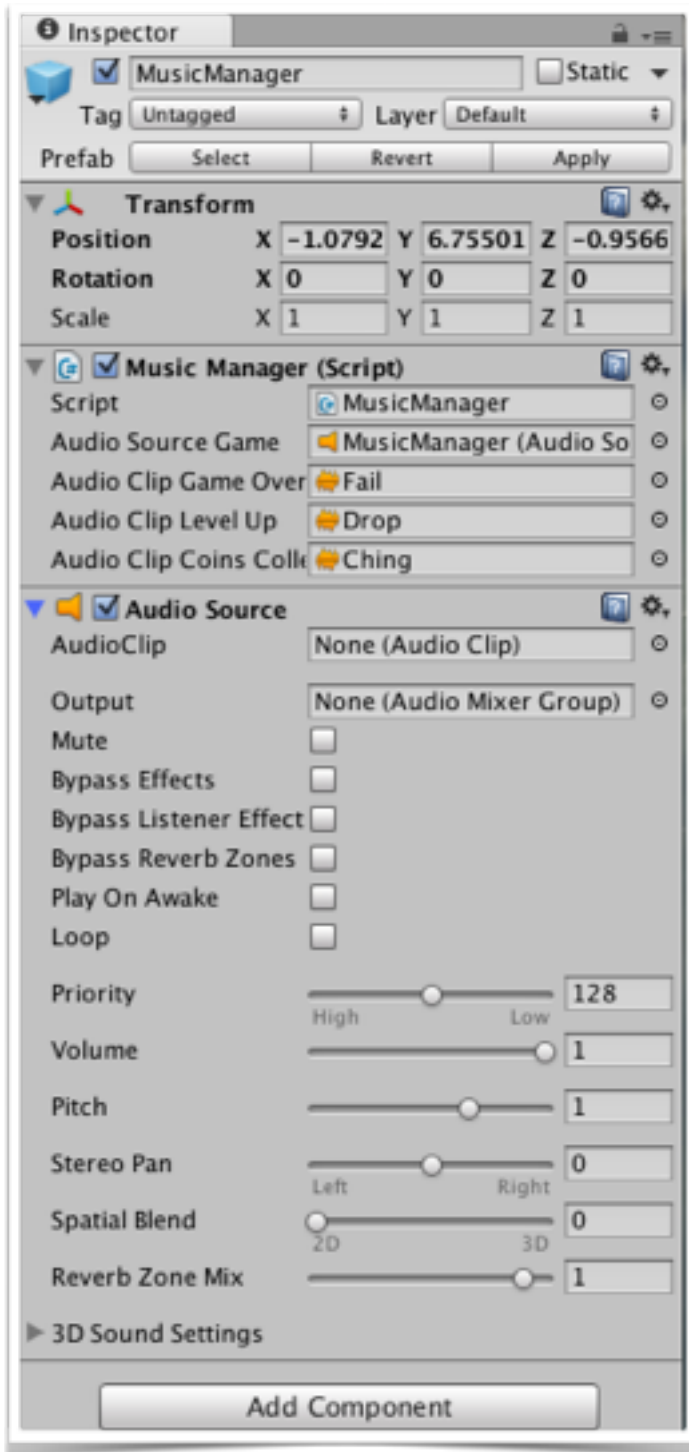 Inspector
MusicManager Static
Tag Untagged Layer Default
Prefab Select Revert Apply
Transform
Position X -1.0792 Y 6.75501 Z -0.9566
Rotation X 0 Y 0 Z 0
Scale X 1 Y 1 Z 1
Music Manager (Script)
Script MusicManager
Audio Source Game MusicManager (Audio So
Audio Clip Game Over Fail
Audio Clip Level Up Drop
Audio Clip Coins Colle Ching
Audio Source
AudioClip None (Audio Clip)
Output None (Audio Mixer Group)
Mute
Bypass Effects
Bypass Listener Effect
Bypass Reverb Zones
Play On Awake
Loop
Priority 128
High Low
Volume 1
Pitch 1
Stereo Pan 0
Left Right
Spatial Blend 0
2D 3D
Reverb Zone Mix 1
3D Sound Settings
Add Component